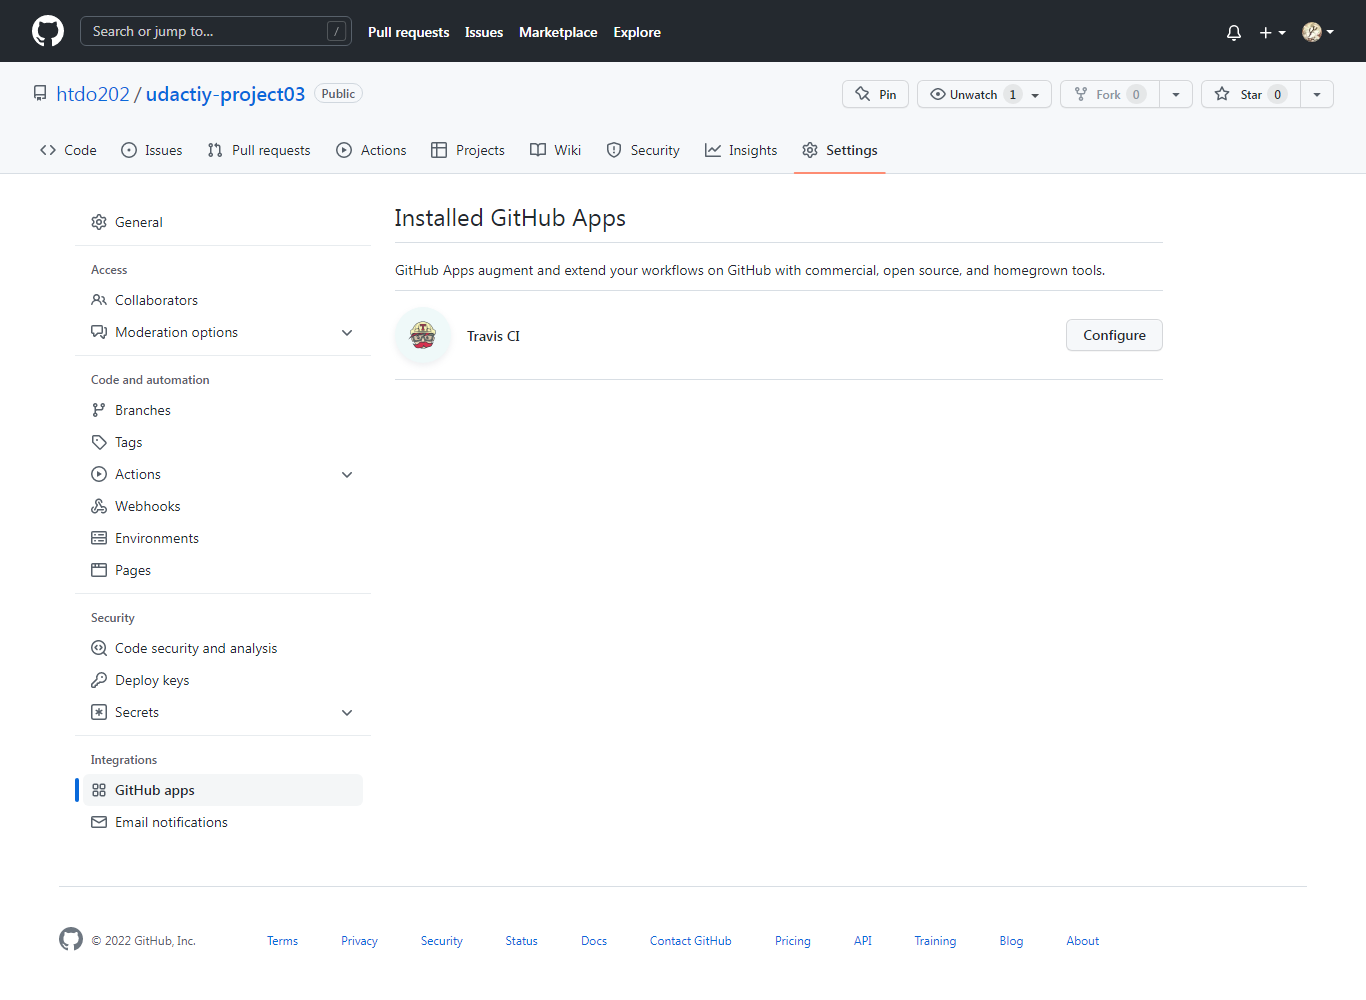 Search or jump to... /
Pull requests Issues Marketplace Explore
htdo202 / udactiy-project03 Public
Pin Unwatch 1 Fork 0 Star 0
Code Issues Pull requests Actions Projects Wiki Security Insights Settings
General
Access
Collaborators
Moderation options
Code and automation
Branches
Tags
Actions
Webhooks
Environments
Pages
Security
Code security and analysis
Deploy keys
Secrets
Integrations
GitHub apps
Email notifications
Installed GitHub Apps
GitHub Apps augment and extend your workflows on GitHub with commercial, open source, and homegrown tools.
Travis CI Configure
© 2022 GitHub, Inc. Terms Privacy Security Status Docs Contact GitHub Pricing API Training Blog About